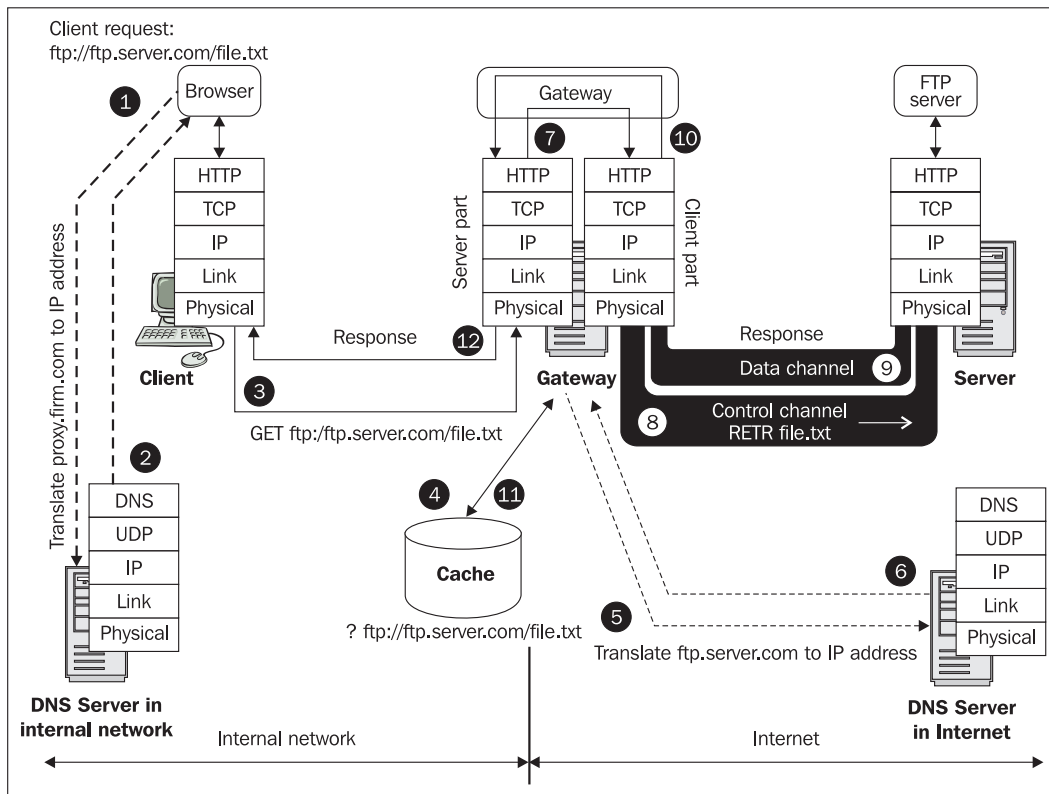 Client request:
ftp://ftp.server.com/file.txt
1
Browser
Gateway
FTP
server
7
10
HTTP
TCP
IP
Link
Physical
Server part
HTTP
TCP
IP
Link
Physical
HTTP
TCP
IP
Link
Physical
Client part
HTTP
TCP
IP
Link
Physical
Translate proxy.firm.com to IP address
Response
12
Response
Client
3
Gateway
Data channel
9
Server
GET ftp:/ftp.server.com/file.txt
8
Control channel
RETR file.txt
2
DNS
UDP
IP
Link
Physical
4
11
Cache
? ftp://ftp.server.com/file.txt
5
6
Translate ftp.server.com to IP address
DNS
UDP
IP
Link
Physical
DNS Server in
internal network
DNS Server
in Internet
Internal network
Internet